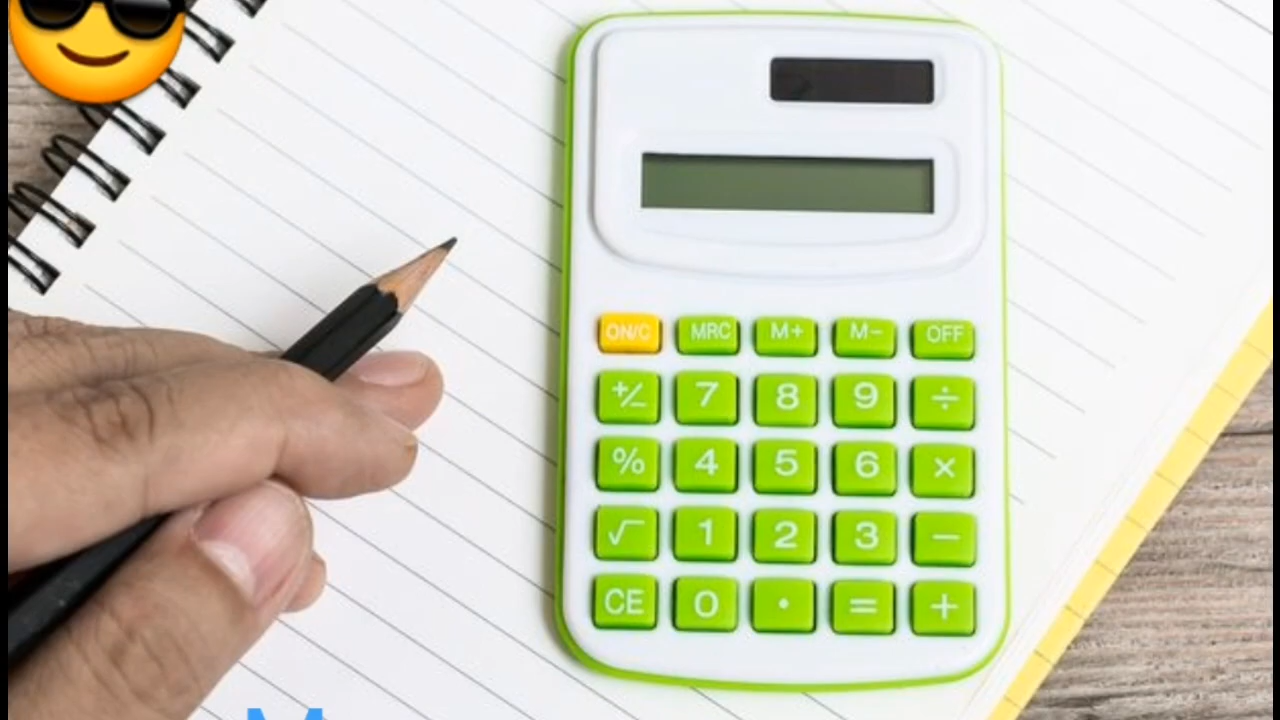 ON/C MRC M+ M− OFF
+/− 7 8 9 ÷
% 4 5 6 ×
√ 1 2 3 −
CE 0 • = +
M